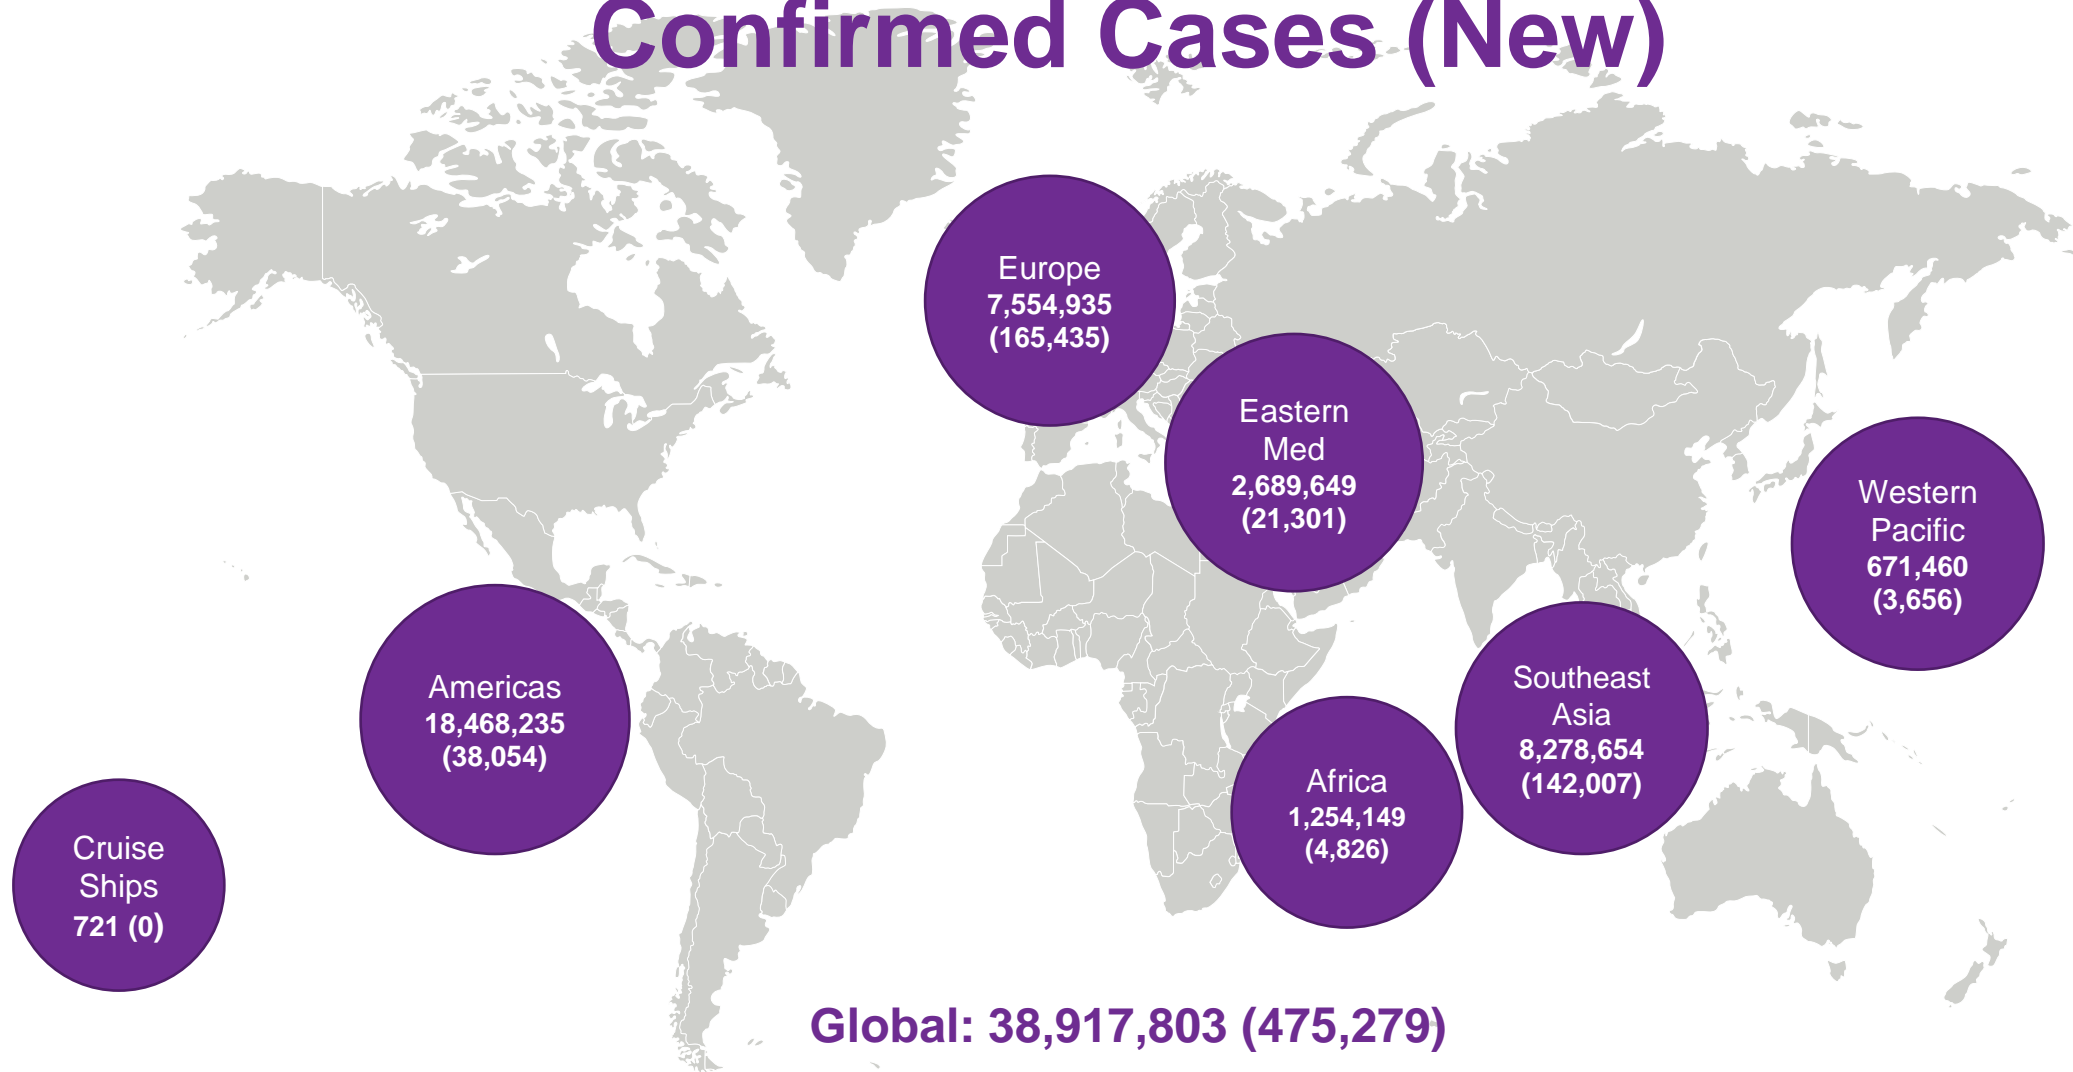 Confirmed Cases (New)
Europe
7,554,935
(165,435)
Eastern
Med
2,689,649
(21,301)
Western
Pacific
671,460
(3,656)
Americas
18,468,235
(38,054)
Southeast
Asia
8,278,654
(142,007)
Africa
1,254,149
(4,826)
Cruise
Ships
721 (0)
Global: 38,917,803 (475,279)